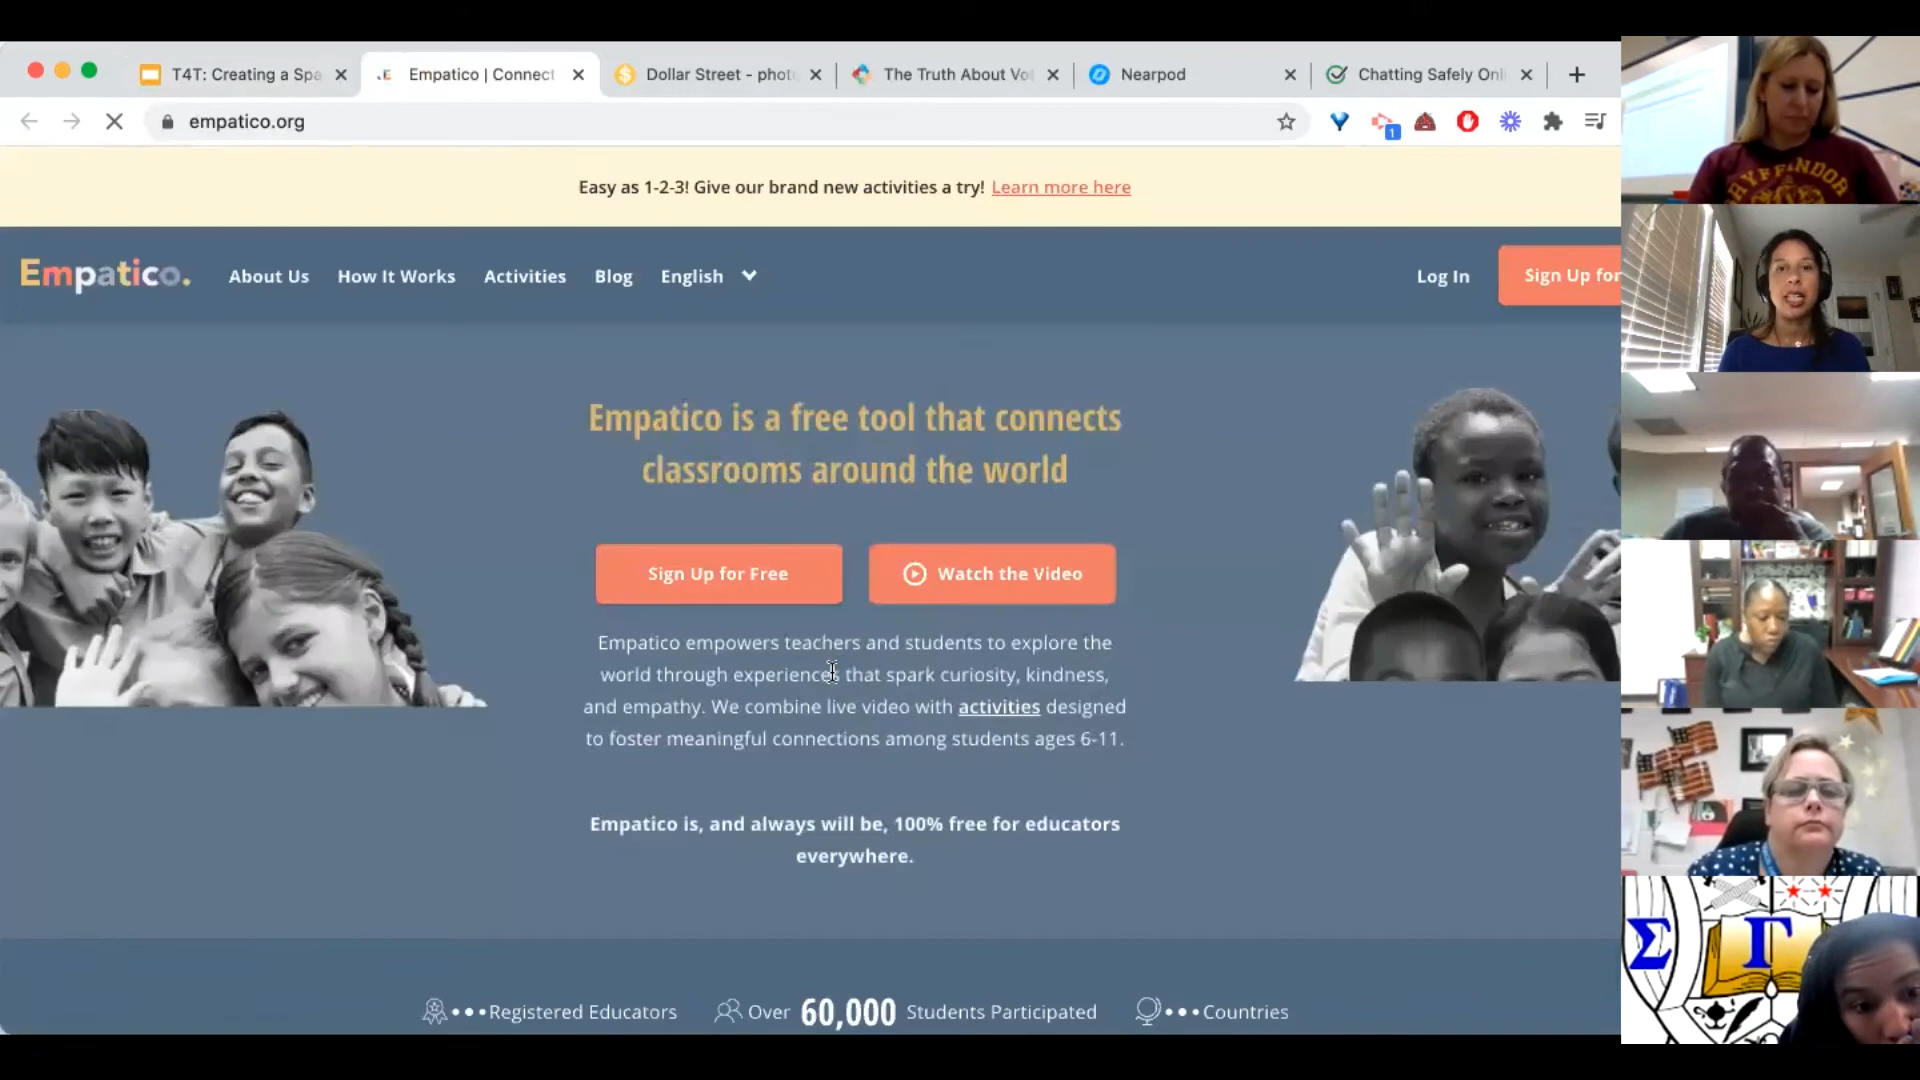 T4T: Creating a Spa
Empatico | Connect
Dollar Street - phot
The Truth About Vot
Nearpod
Chatting Safely Onl
empatico.org
1
Easy as 1-2-3! Give our brand new activities a try! Learn more here
Empatico.
About Us
How It Works
Activities
Blog
English
Log In
Sign Up for
Empatico is a free tool that connects
classrooms around the world
Sign Up for Free
Watch the Video
Empatico empowers teachers and students to explore the
world through experiences that spark curiosity, kindness,
and empathy. We combine live video with activities designed
to foster meaningful connections among students ages 6-11.
Empatico is, and always will be, 100% free for educators
everywhere.
•••Registered Educators
Over 60,000 Students Participated
•••Countries
RYFFINDOR
Σ Γ